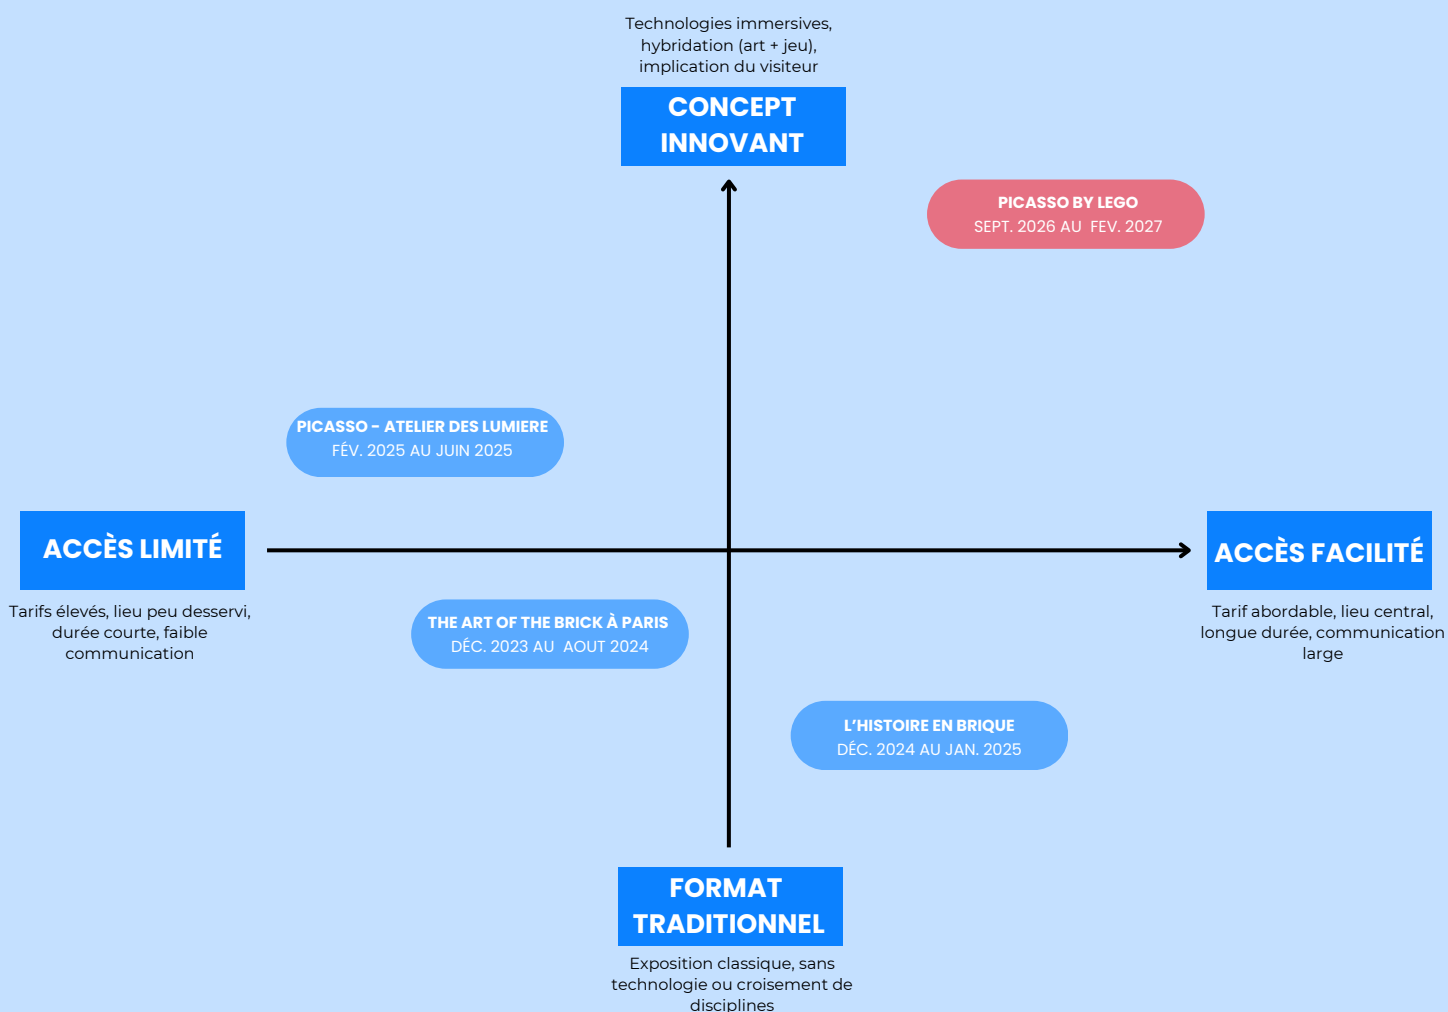 Technologies immersives,
hybridation (art + jeu),
implication du visiteur
CONCEPT
INNOVANT
PICASSO BY LEGO
SEPT. 2026 AU FEV. 2027
PICASSO - ATELIER DES LUMIERE
FÉV. 2025 AU JUIN 2025
ACCÈS LIMITÉ
Tarifs élevés, lieu peu desservi,
durée courte, faible
communication
ACCÈS FACILITÉ
Tarif abordable, lieu central,
longue durée, communication
large
THE ART OF THE BRICK À PARIS
DÉC. 2023 AU AOUT 2024
L’HISTOIRE EN BRIQUE
DÉC. 2024 AU JAN. 2025
FORMAT
TRADITIONNEL
Exposition classique, sans
technologie ou croisement de
disciplines